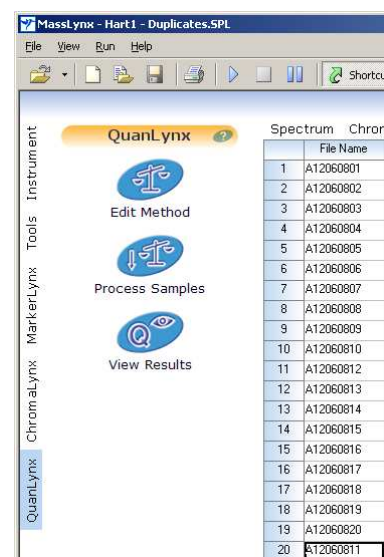 MassLynx - Hart1 - Duplicates.SPL
File View Run Help
Shortcu
Instrument
Tools
MarkerLynx
ChromaLynx
QuanLynx
QuanLynx ?
Edit Method
Process Samples
View Results
Spectrum Chron
File Name
1 A12060801
2 A12060802
3 A12060803
4 A12060804
5 A12060805
6 A12060806
7 A12060807
8 A12060808
9 A12060809
10 A12060810
11 A12060812
12 A12060813
13 A12060814
14 A12060815
15 A12060816
16 A12060817
17 A12060818
18 A12060819
19 A12060820
20 A12060811